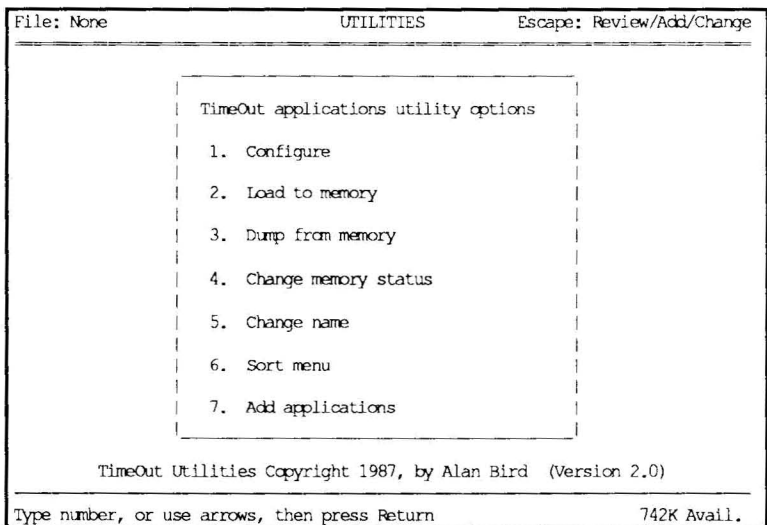 File: None UTILITIES Escape: Review/Add/Change
TimeOut applications utility options
1. Configure
2. Load to memory
3. Dump from memory
4. Change memory status
5. Change name
6. Sort menu
7. Add applications
TimeOut Utilities Copyright 1987, by Alan Bird (Version 2.0)
Type number, or use arrows, then press Return 742K Avail.